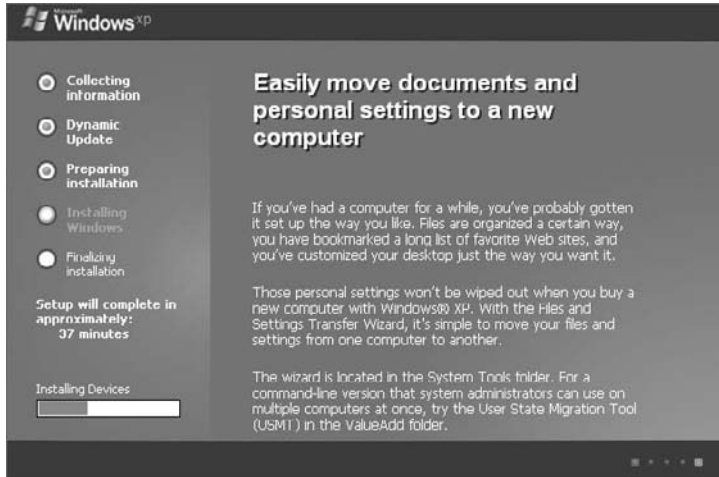 Microsoft
Windows xp
Collecting
information
Dynamic
Update
Preparing
installation
Installing
Windows
Finalizing
installation
Setup will complete in
approximately:
37 minutes
Installing Devices
Easily move documents and
personal settings to a new
computer
If you've had a computer for a while, you've probably gotten
it set up the way you like. Files are organized a certain way,
you have bookmarked a long list of favorite Web sites, and
you've customized your desktop just the way you want it.
Those personal settings won't be wiped out when you buy a
new computer with Windows® XP. With the Files and
Settings Transfer Wizard, it's simple to move your files and
settings from one computer to another.
The wizard is located in the System Tools folder. For a
command-line version that system administrators can use on
multiple computers at once, try the User State Migration Tool
(USMT) in the ValueAdd folder.